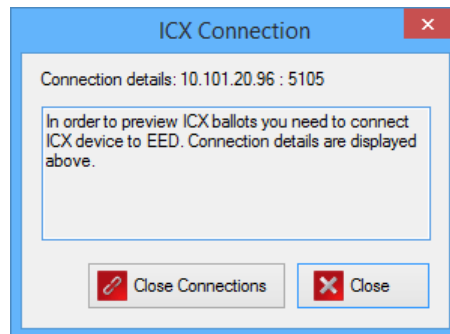 ICX Connection
Connection details: 10.101.20.96 : 5105
In order to preview ICX ballots you need to connect
ICX device to EED. Connection details are displayed
above.
Close Connections
Close